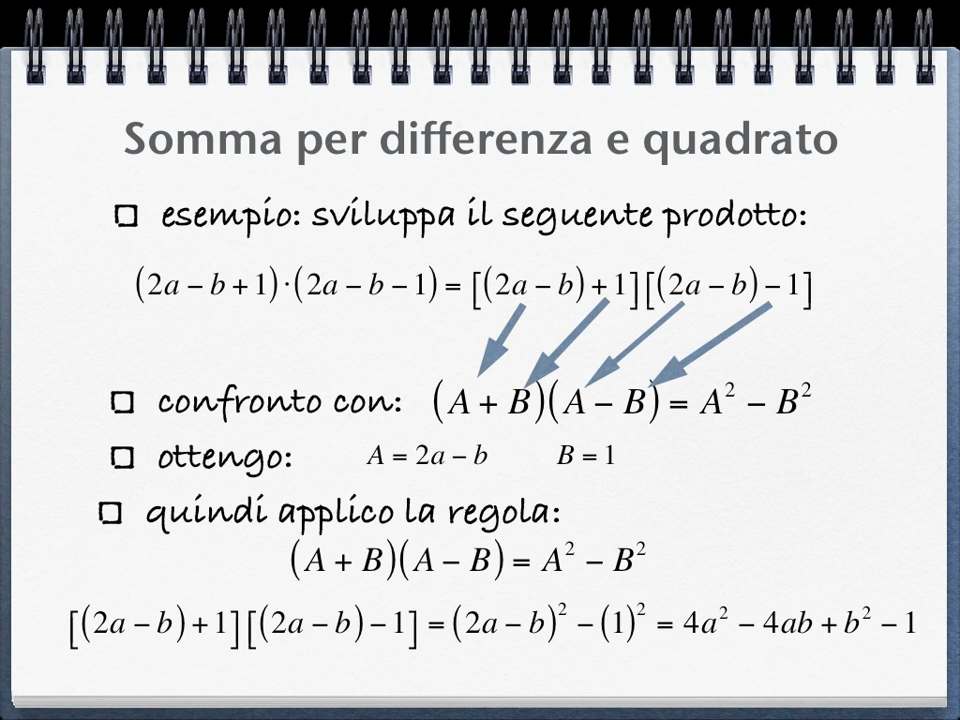 Somma per differenza e quadrato
esempio: sviluppa il seguente prodotto:
(2a − b + 1)·(2a − b − 1) = [(2a − b) + 1][(2a − b) − 1]
confronto con: (A + B)(A − B) = A² − B²
ottengo: A = 2a − b B = 1
quindi applico la regola:
(A + B)(A − B) = A² − B²
[(2a − b) + 1][(2a − b) − 1] = (2a − b)² − (1)² = 4a² − 4ab + b² − 1